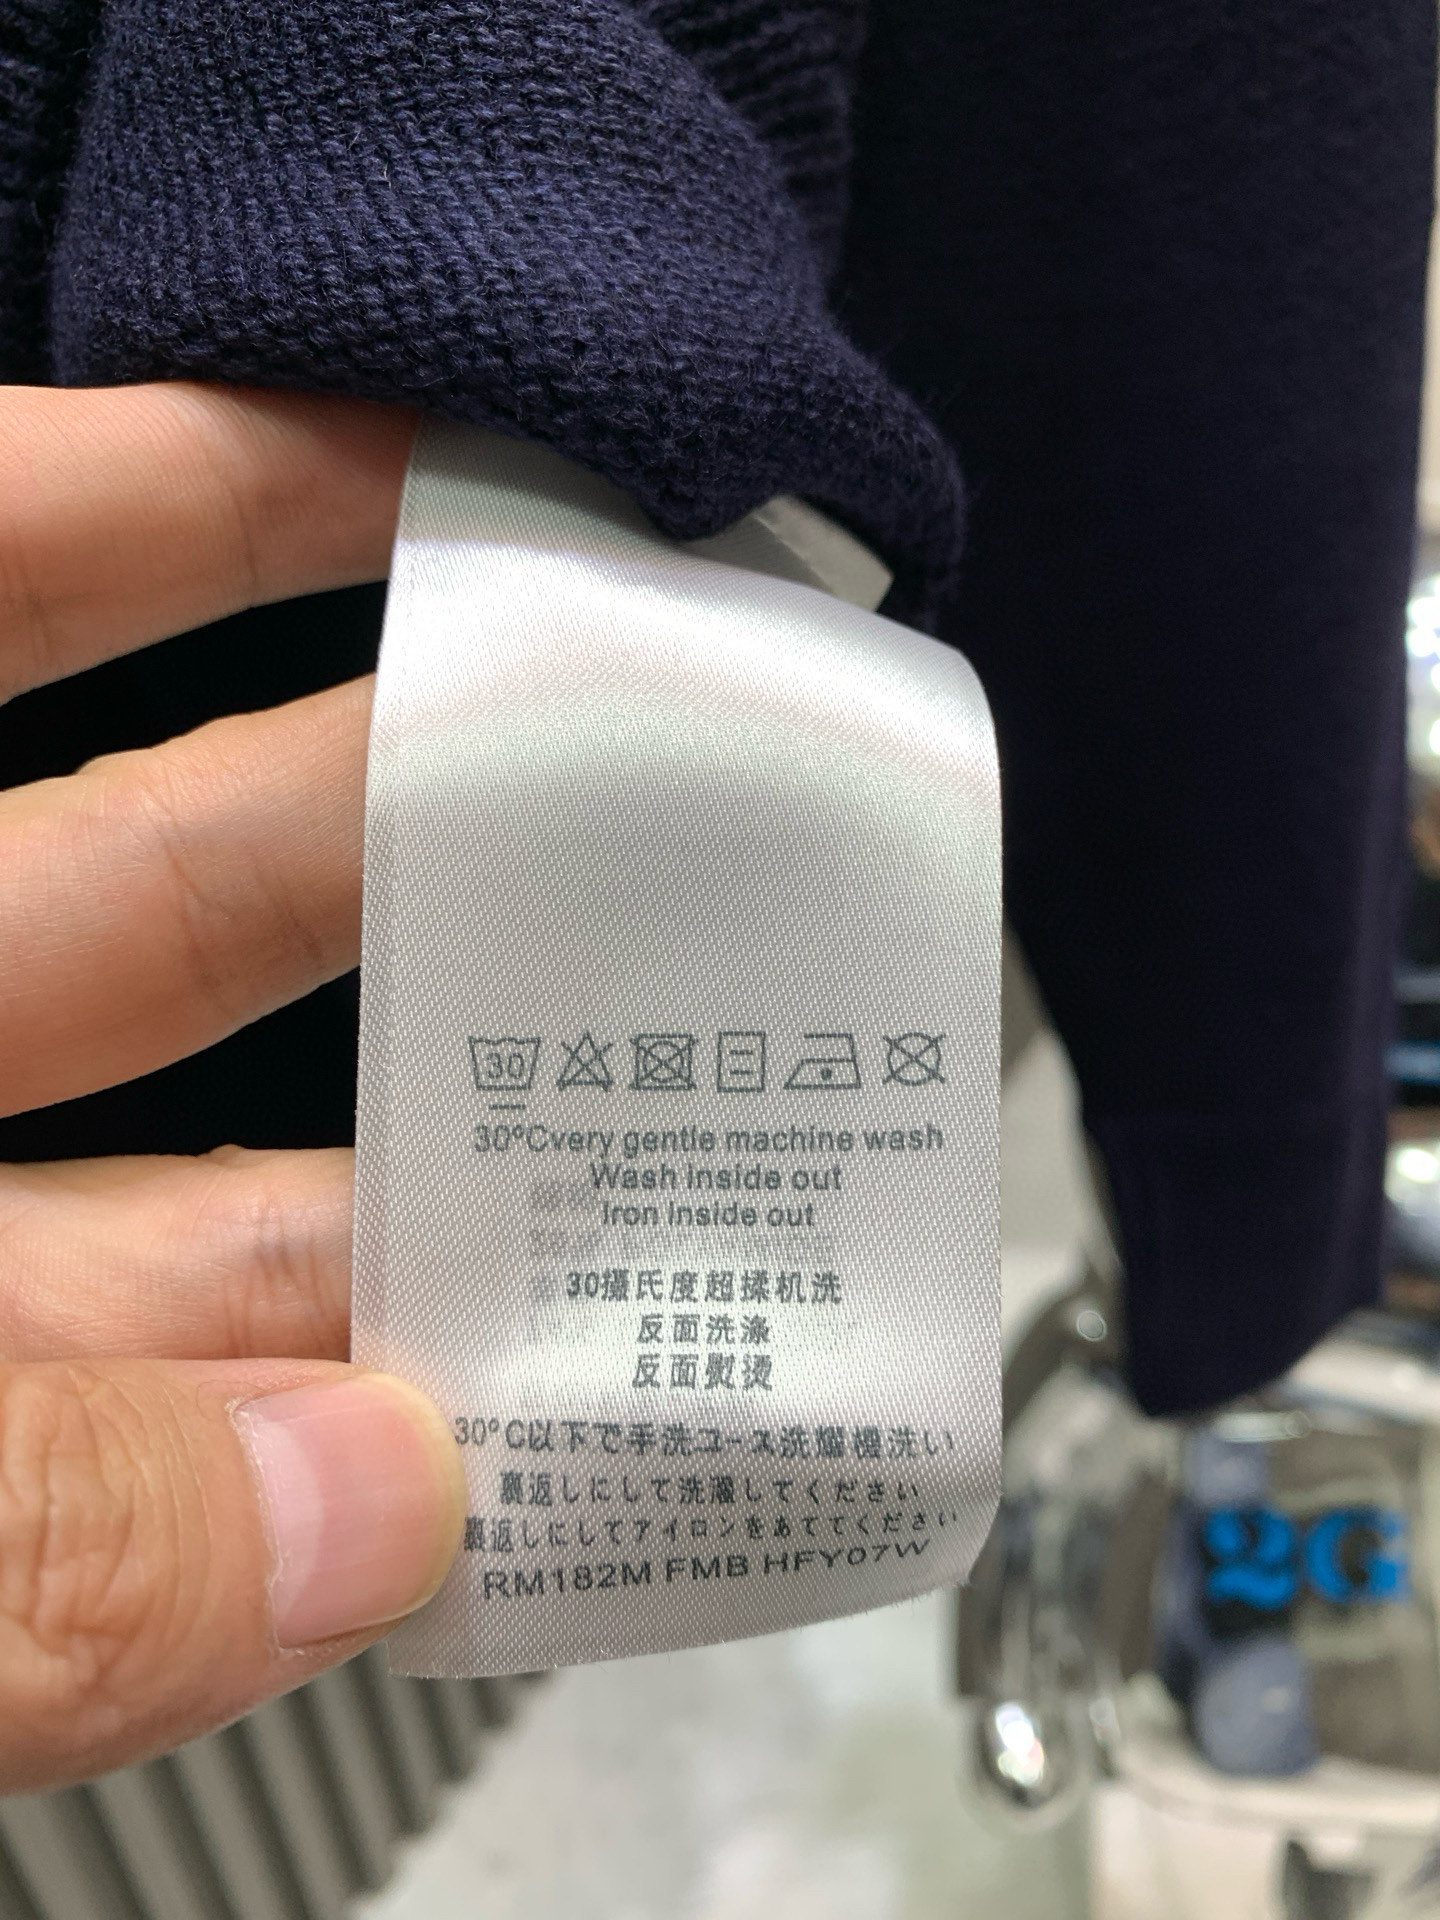 30
30°Cvery gentle machine wash
Wash inside out
Iron inside out
30摄氏度超揉机洗
反面洗涤
反面熨烫
30°C以下で手洗ユース洗濯機洗い
裏返しにして洗濯してください
裏返しにしてアイロンをあててください
RM182M FMB HFY07W
2G